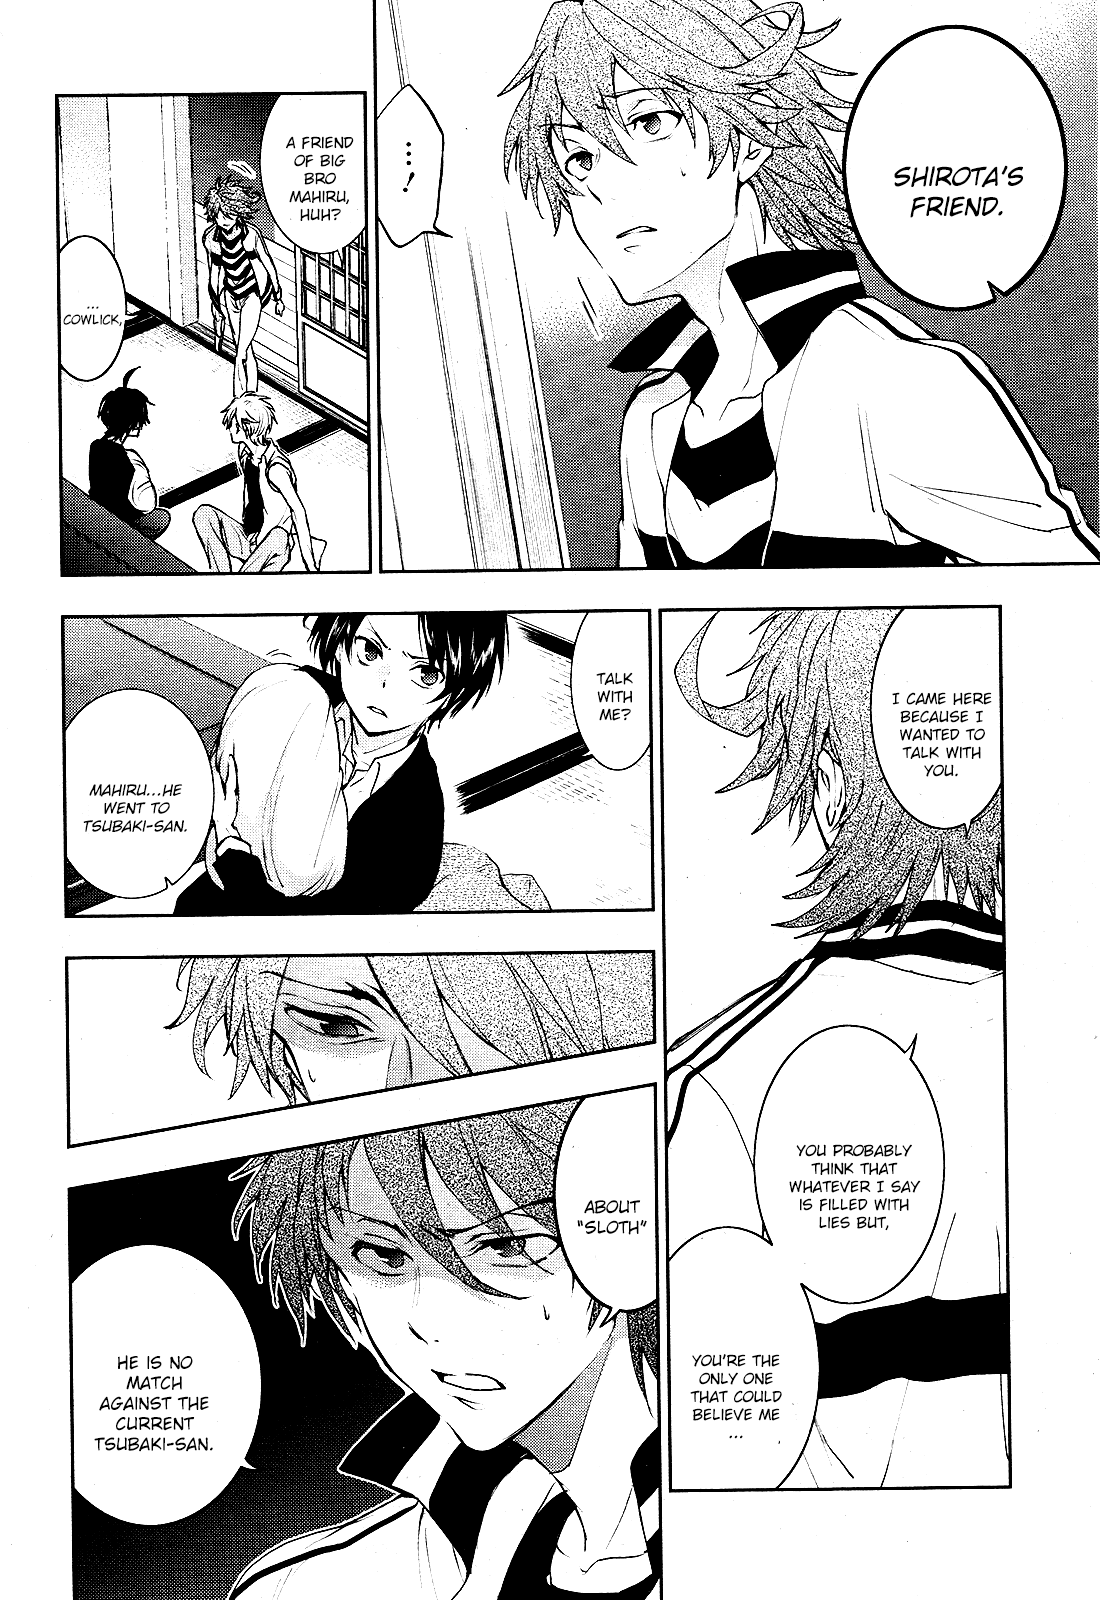 SHIROTA'S
FRIEND.
...!
A FRIEND
OF BIG
BRO
MAHIRU,
HUH?
...
COWLICK,
I CAME HERE
BECAUSE I
WANTED TO
TALK WITH
YOU.
YOU PROBABLY
THINK THAT
WHATEVER I SAY
IS FILLED WITH
LIES BUT,
YOU'RE THE
ONLY ONE
THAT COULD
BELIEVE ME
...
TALK
WITH
ME?
MAHIRU...HE
WENT TO
TSUBAKI-SAN.
ABOUT
"SLOTH"
HE IS NO
MATCH
AGAINST THE
CURRENT
TSUBAKI-SAN.